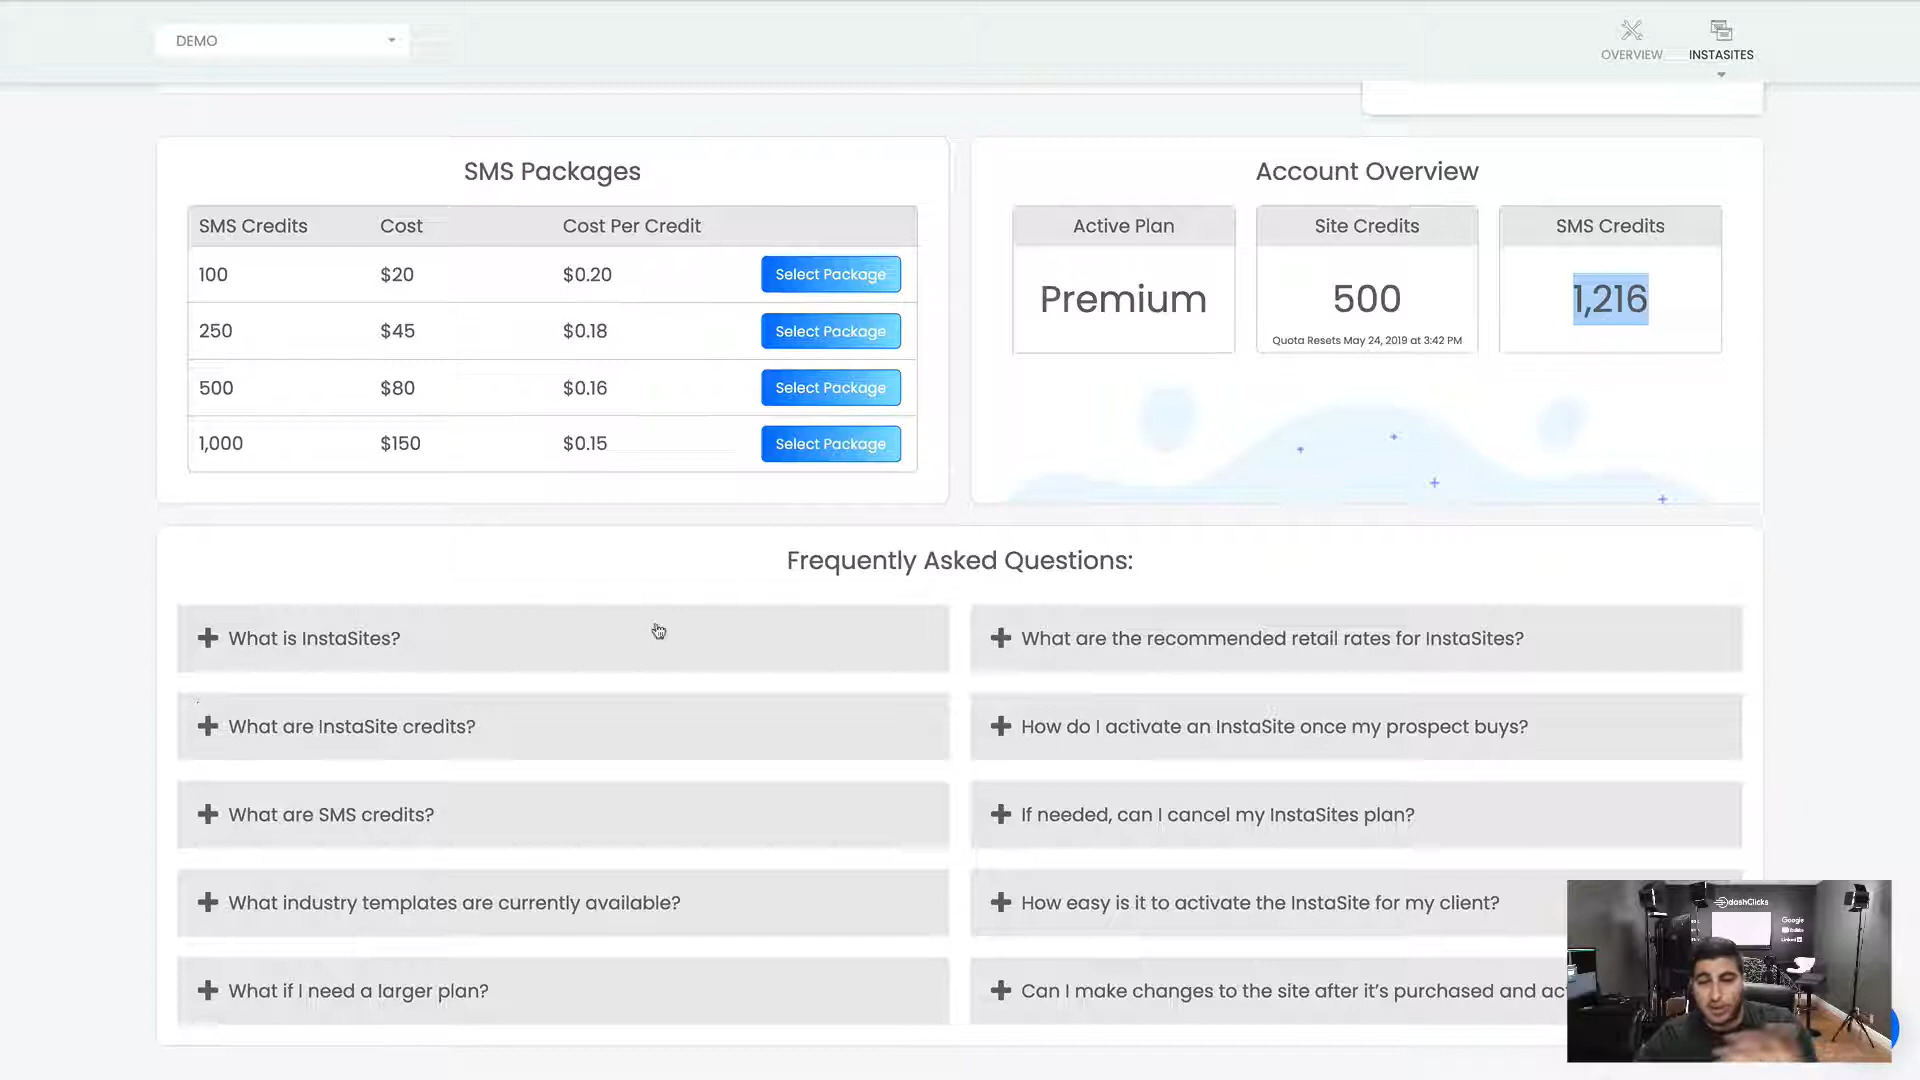 DEMO
OVERVIEW
INSTASITES
SMS Packages
SMS Credits Cost Cost Per Credit
100 $20 $0.20 Select Package
250 $45 $0.18 Select Package
500 $80 $0.16 Select Package
1,000 $150 $0.15 Select Package
Account Overview
Active Plan
Premium
Site Credits
500
Quota Resets May 24, 2019 at 3:42 PM
SMS Credits
1,216
Frequently Asked Questions:
What is InstaSites?
What are InstaSite credits?
What are SMS credits?
What industry templates are currently available?
What if I need a larger plan?
What are the recommended retail rates for InstaSites?
How do I activate an InstaSite once my prospect buys?
If needed, can I cancel my InstaSites plan?
How easy is it to activate the InstaSite for my client?
Can I make changes to the site after it's purchased and ac
dashClicks
Google